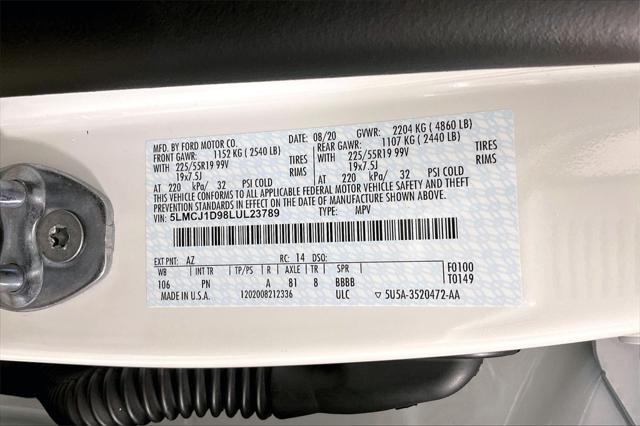 MFD. BY FORD MOTOR CO. DATE: 08/20 GVWR: 2204 KG ( 4860 LB)
FRONT GAWR: 1152 KG ( 2540 LB) REAR GAWR: 1107 KG ( 2440 LB)
WITH 225/55R19 99V TIRES WITH 225/55R19 99V TIRES
19x7.5J RIMS 19x7.5J RIMS
AT 220 kPa/ 32 PSI COLD AT 220 kPa/ 32 PSI COLD
THIS VEHICLE CONFORMS TO ALL APPLICABLE FEDERAL MOTOR VEHICLE SAFETY AND THEFT
PREVENTION STANDARDS IN EFFECT ON THE DATE OF MANUFACTURE SHOWN ABOVE.
VIN: 5LMCJ1D98LUL23789 TYPE: MPV
EXT PNT: AZ RC: 14 DSO:
WB INT TR TP/PS R AXLE TR SPR F0100
106 PN A 81 8 BBBB T0149
MADE IN U.S.A. 1202008212336 ULC ▽ 5U5A-3520472-AA